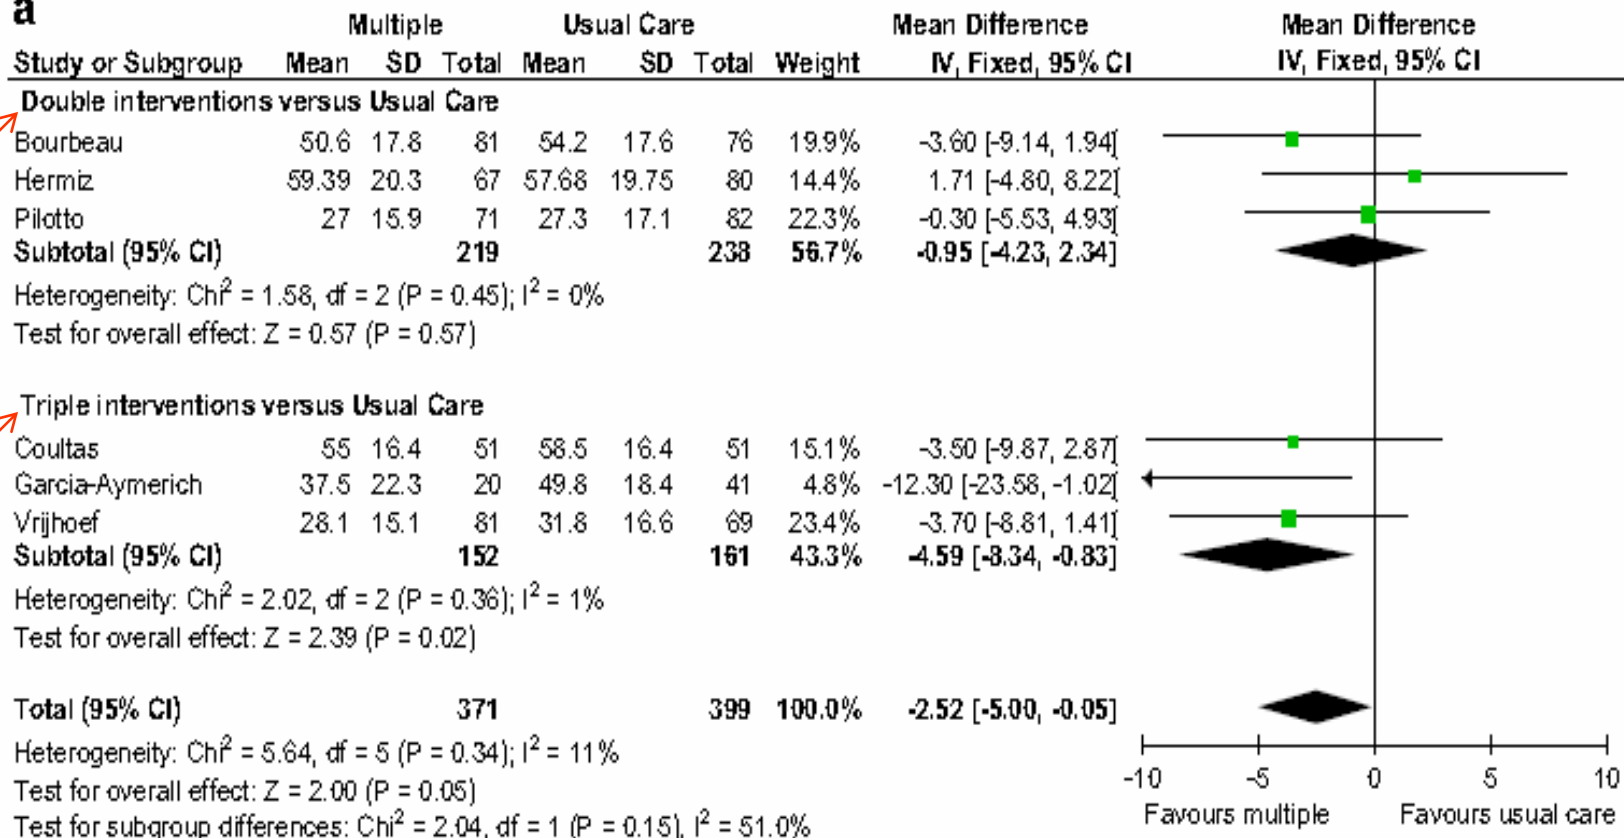 a
Multiple Usual Care Mean Difference Mean Difference
Study or Subgroup Mean SD Total Mean SD Total Weight IV, Fixed, 95% CI IV, Fixed, 95% CI
Double interventions versus Usual Care
Bourbeau 50.6 17.8 81 54.2 17.6 76 19.9% -3.60 [-9.14, 1.94]
Hermiz 59.39 20.3 67 57.68 19.75 80 14.4% 1.71 [-4.80, 8.22]
Pilotto 27 15.9 71 27.3 17.1 82 22.3% -0.30 [-5.53, 4.93]
Subtotal (95% CI) 219 238 56.7% -0.95 [-4.23, 2.34]
Heterogeneity: Chi² = 1.58, df = 2 (P = 0.45); I² = 0%
Test for overall effect: Z = 0.57 (P = 0.57)
Triple interventions versus Usual Care
Coultas 55 16.4 51 58.5 16.4 51 15.1% -3.50 [-9.87, 2.87]
Garcia-Aymerich 37.5 22.3 20 49.8 18.4 41 4.8% -12.30 [-23.58, -1.02]
Vrijhoef 28.1 15.1 81 31.8 16.6 69 23.4% -3.70 [-8.81, 1.41]
Subtotal (95% CI) 152 161 43.3% -4.59 [-8.34, -0.83]
Heterogeneity: Chi² = 2.02, df = 2 (P = 0.36); I² = 1%
Test for overall effect: Z = 2.39 (P = 0.02)
Total (95% CI) 371 399 100.0% -2.52 [-5.00, -0.05]
Heterogeneity: Chi² = 5.64, df = 5 (P = 0.34); I² = 11%
Test for overall effect: Z = 2.00 (P = 0.05)
Test for subgroup differences: Chi² = 2.04, df = 1 (P = 0.15), I² = 51.0%
-10 -5 0 5 10
Favours multiple Favours usual care